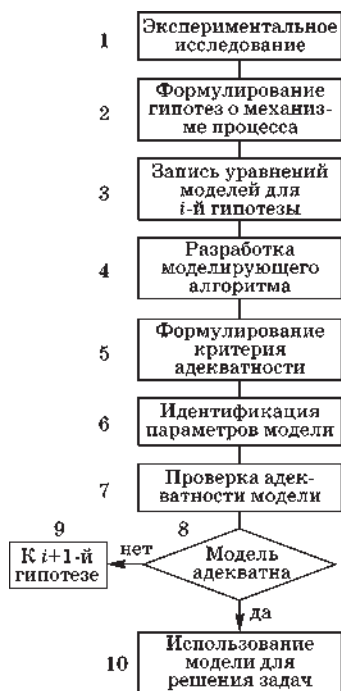 1
Экспериментальное
исследование
2
Формулирование
гипотез о механиз-
ме процесса
3
Запись уравнений
моделей для
i-й гипотезы
4
Разработка
моделирующего
алгоритма
5
Формулирование
критерия
адекватности
6
Идентификация
параметров модели
7
Проверка адек-
ватности модели
8
Модель
адекватна
нет
9
К i+1-й
гипотезе
да
10
Использование
модели для
решения задач